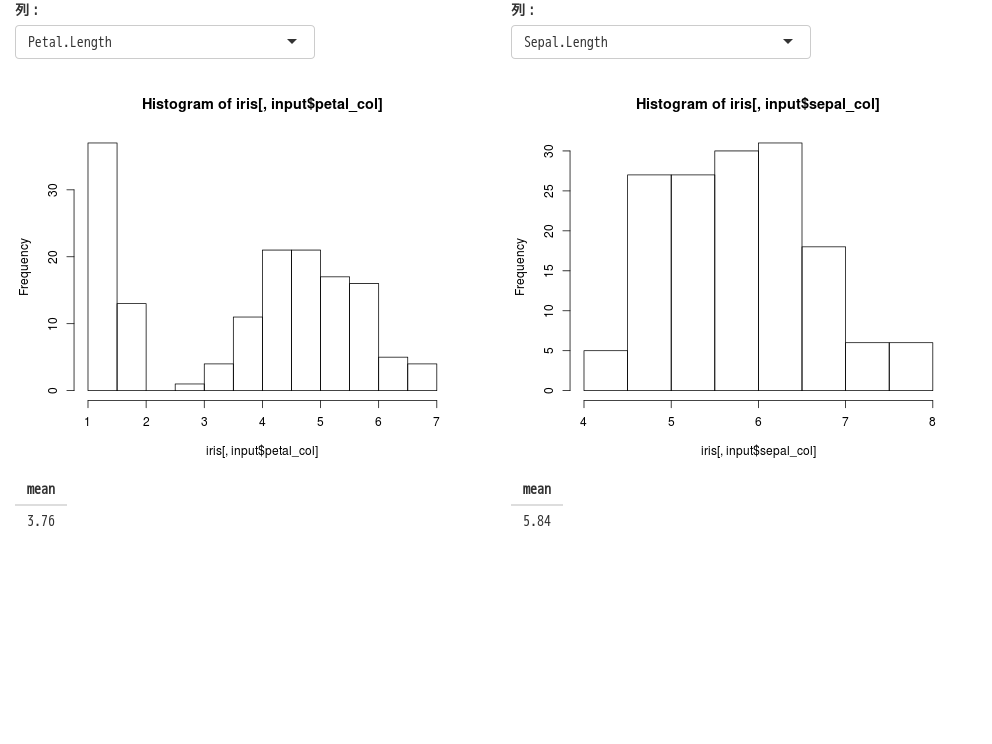 列：
Petal.Length
Histogram of iris[, input$petal_col]
Frequency
0 10 20 30
1 2 3 4 5 6 7
iris[, input$petal_col]
mean
3.76
列：
Sepal.Length
Histogram of iris[, input$sepal_col]
Frequency
0 5 10 15 20 25 30
4 5 6 7 8
iris[, input$sepal_col]
mean
5.84